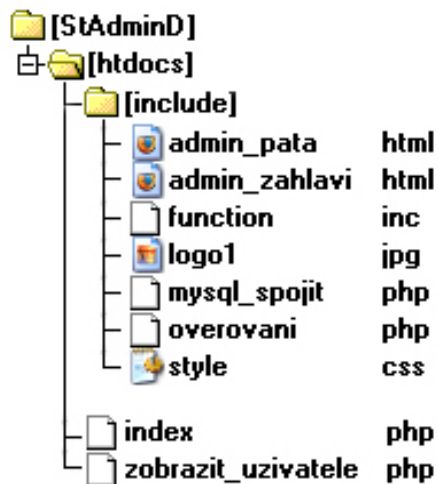 [StAdminD]
[htdocs]
[include]
admin_pata html
admin_zahlavi html
function inc
logo1 jpg
mysql_spojit php
overovani php
style css
index php
zobrazit_uzivatele php